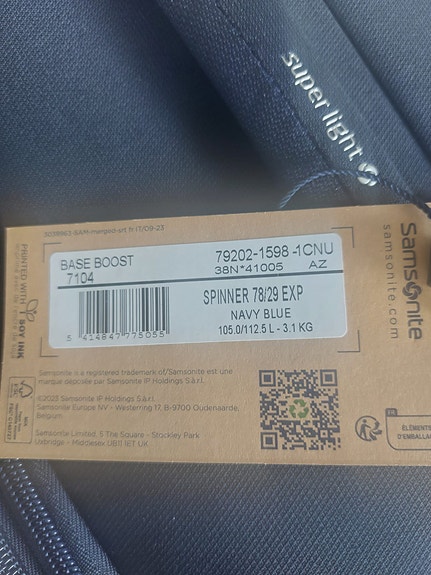 super light
Samsonite
samsonite.com
PRINTED WITH SOY INK
BASE BOOST
7104
79202-1598 -1CNU
38N*41005 AZ
5 414847 775055
SPINNER 78/29 EXP
NAVY BLUE
105.0/112.5 L - 3.1 KG
Samsonite is a registered trademark of/Samsonite est une
marque déposée par Samsonite IP Holdings S.à.r.l.
©2023 Samsonite IP Holdings S.à.r.l.
Samsonite Europe NV - Westerring 17, B-9700 Oudenaarde,
Belgium.
Samsonite Limited, 5 The Square - Stockley Park
Uxbridge - Middlesex UB11 1ET UK.
ÉLÉMENTS
D'EMBALLA